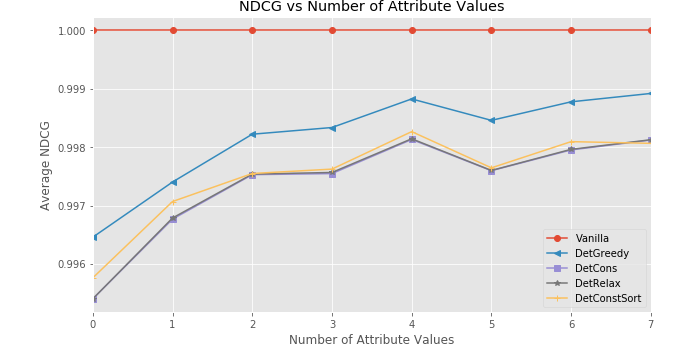 NDCG vs Number of Attribute Values
1.000
0.999
0.998
0.997
0.996
Average NDCG
0 1 2 3 4 5 6 7
Number of Attribute Values
Vanilla
DetGreedy
DetCons
DetRelax
DetConstSort